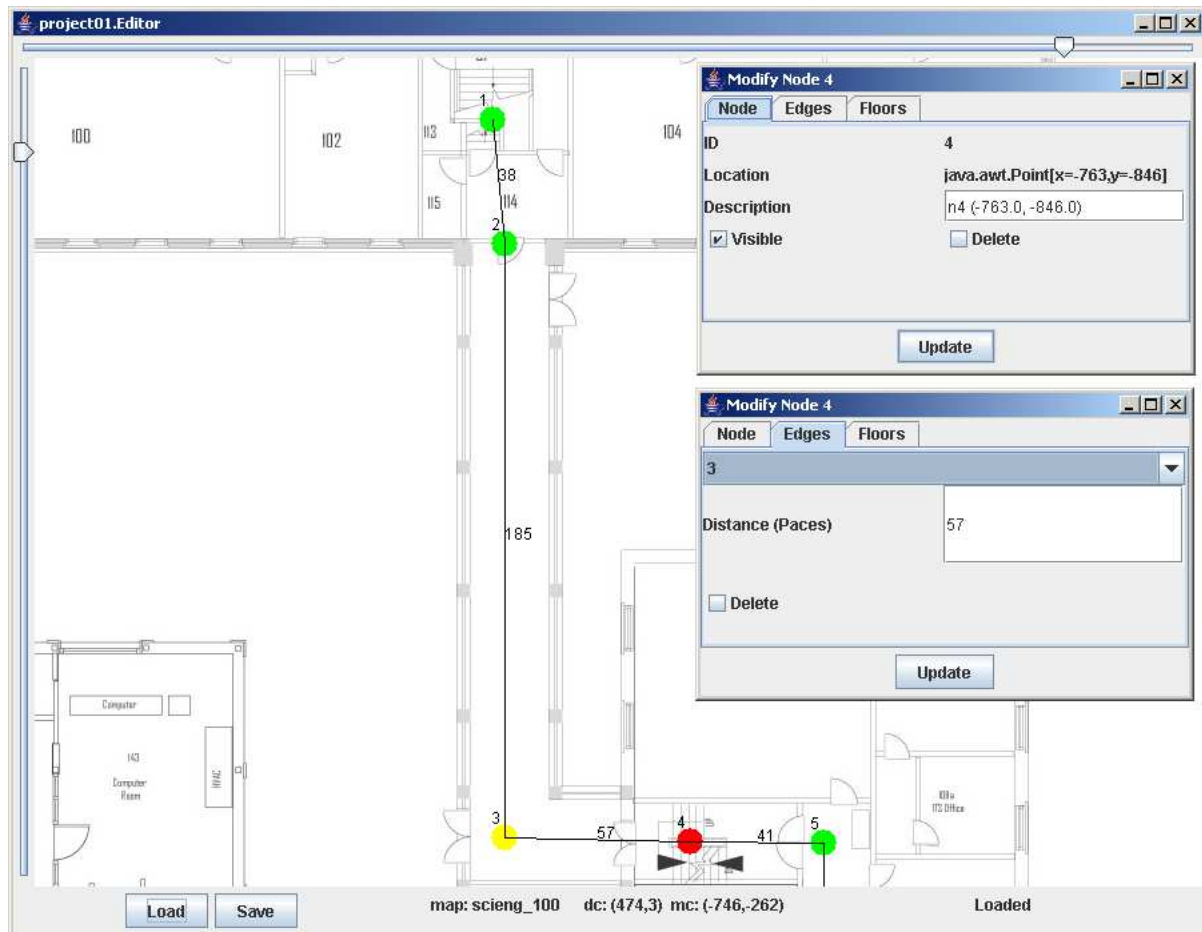 project01.Editor
100
102
113
1
104
38
115
114
2
185
Computer
143
Computer
Room
HVAC
3
57
4
41
5
108a
ITS Office
Modify Node 4
Node Edges Floors
ID 4
Location java.awt.Point[x=-763,y=-846]
Description n4 (-763.0, -846.0)
Visible Delete
Update
Modify Node 4
Node Edges Floors
3
Distance (Paces) 57
Delete
Update
Load Save map: scieng_100 dc: (474,3) mc: (-746,-262) Loaded